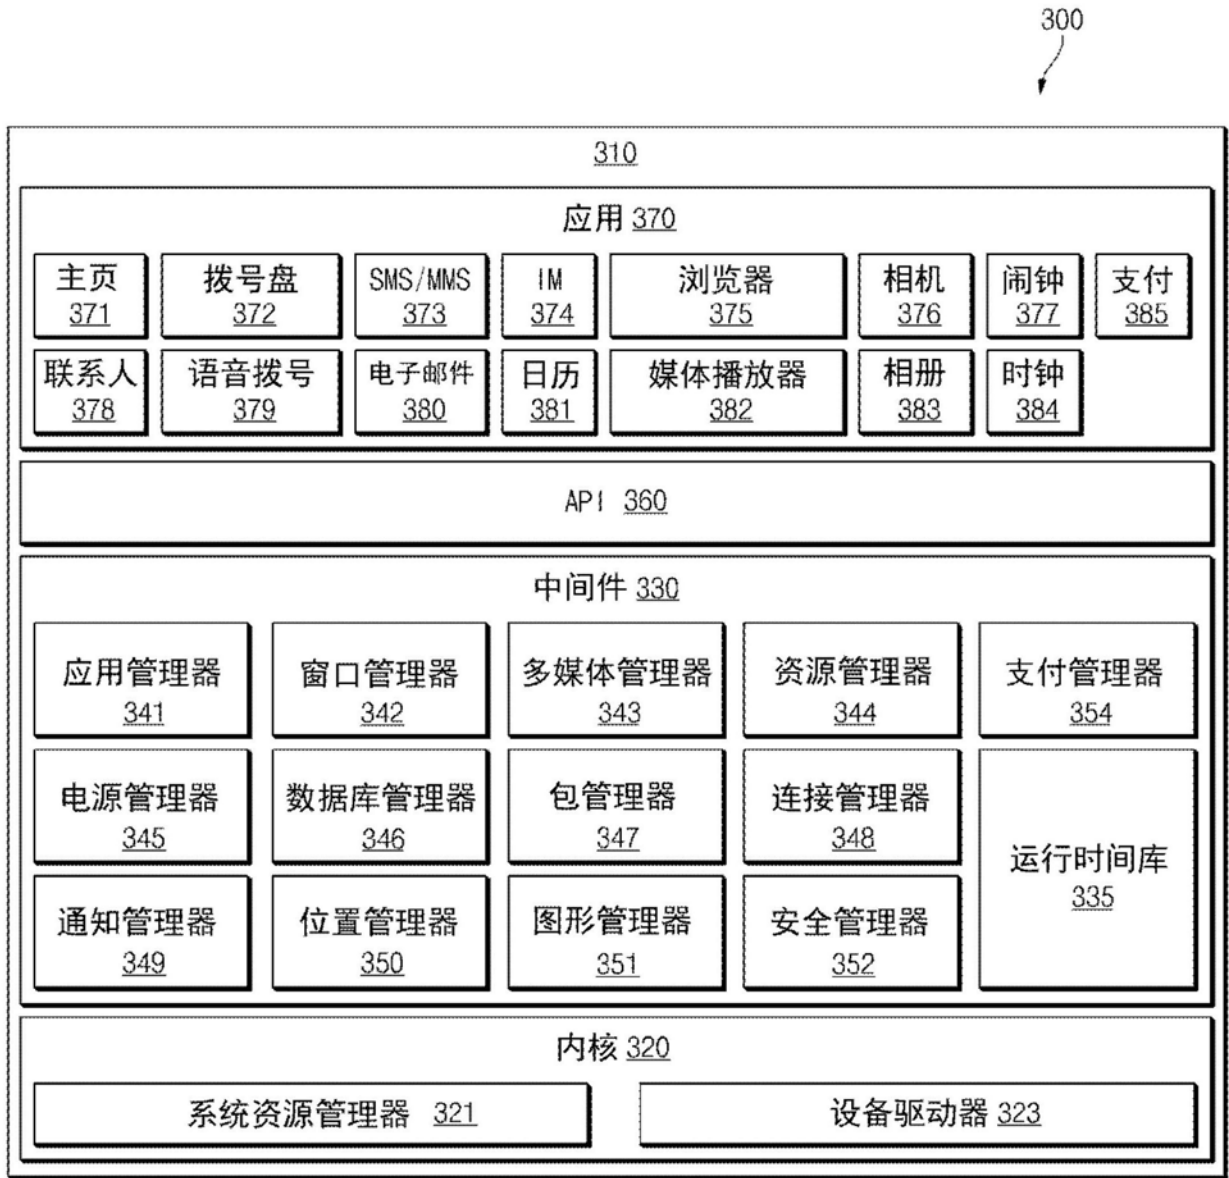 300
310
应用 370
主页 拨号盘 SMS/MMS IM 浏览器 相机 闹钟 支付
371 372 373 374 375 376 377 385
联系人 语音拨号 电子邮件 日历 媒体播放器 相册 时钟
378 379 380 381 382 383 384
API 360
中间件 330
应用管理器 窗口管理器 多媒体管理器 资源管理器 支付管理器
341 342 343 344 354
电源管理器 数据库管理器 包管理器 连接管理器
345 346 347 348
运行时间库
335
通知管理器 位置管理器 图形管理器 安全管理器
349 350 351 352
内核 320
系统资源管理器 321 设备驱动器 323